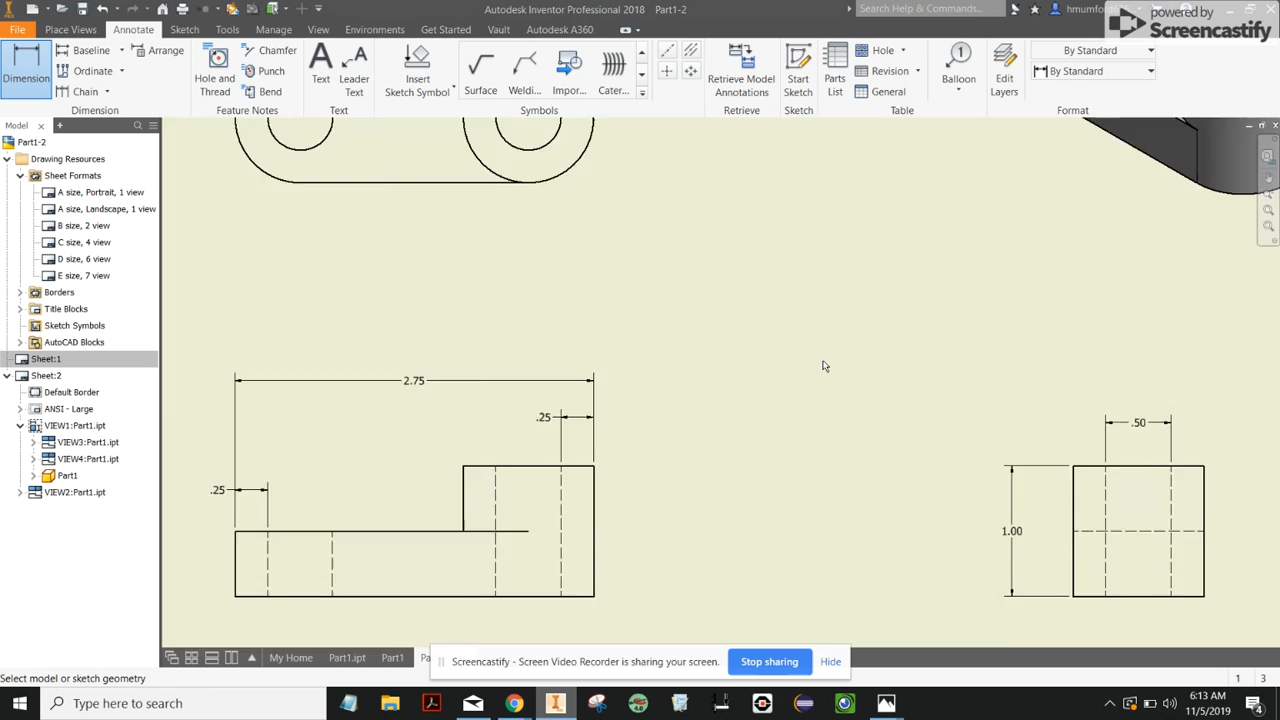 Autodesk Inventor Professional 2018 Part1-2
Search Help & Commands...
hmumford6
powered by
Screencastify
File Place Views Annotate Sketch Tools Manage View Environments Get Started Vault Autodesk A360
Dimension
Baseline
Ordinate
Chain
Arrange
Dimension
Hole and
Thread
Chamfer
Punch
Bend
Feature Notes
Text
Leader
Text
Text
Insert
Sketch Symbol
Surface
Weldi...
Impor...
Cater...
Symbols
Retrieve Model
Annotations
Retrieve
Start
Sketch
Sketch
Parts
List
Hole
Revision
General
Table
Balloon
Edit
Layers
By Standard
By Standard
Format
Model
Part1-2
Drawing Resources
Sheet Formats
A size, Portrait, 1 view
A size, Landscape, 1 view
B size, 2 view
C size, 4 view
D size, 6 view
E size, 7 view
Borders
Title Blocks
Sketch Symbols
AutoCAD Blocks
Sheet:1
Sheet:2
Default Border
ANSI - Large
VIEW1:Part1.ipt
VIEW3:Part1.ipt
VIEW4:Part1.ipt
Part1
VIEW2:Part1.ipt
2.75
.25
.25
.50
1.00
My Home Part1.ipt Part1 Pa
Screencastify - Screen Video Recorder is sharing your screen. Stop sharing Hide
Select model or sketch geometry
1 3
Type here to search
6:13 AM
11/5/2019
4